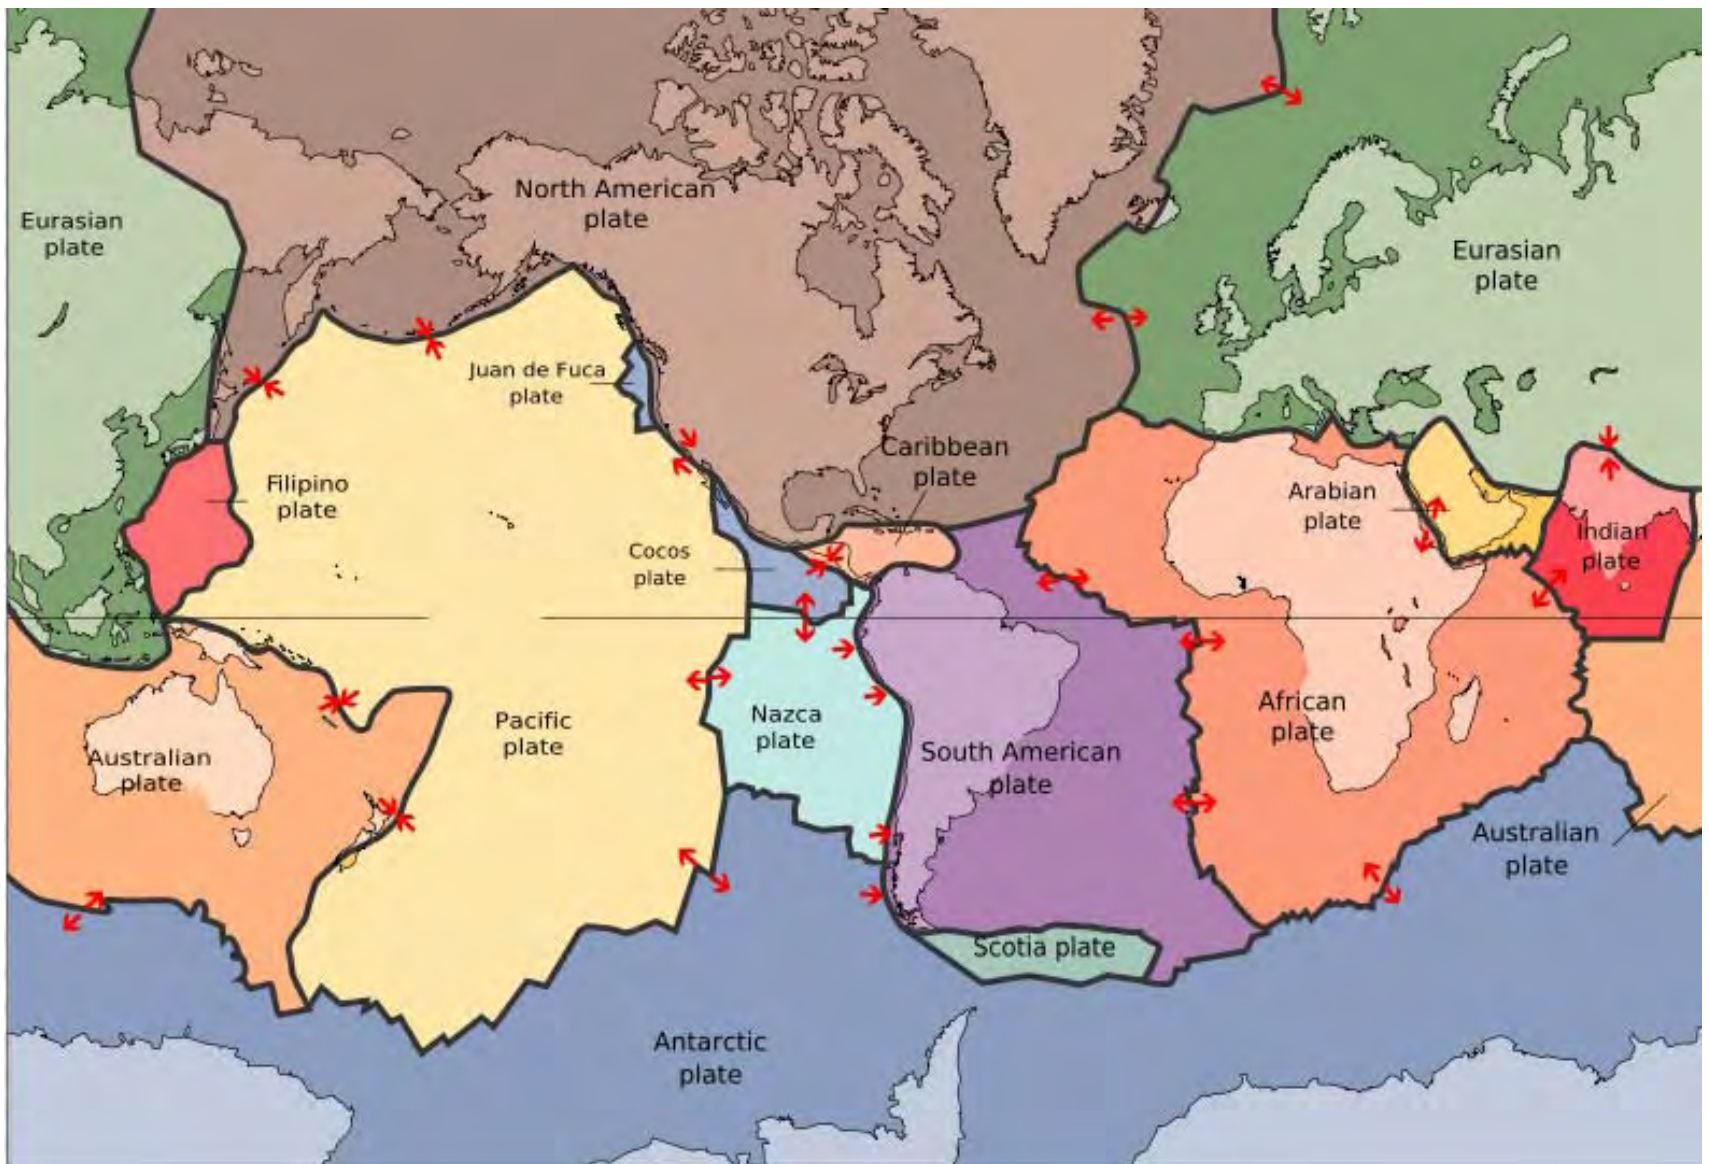 North American
plate
Eurasian
plate
Eurasian
plate
Juan de Fuca
plate
Caribbean
plate
Filipino
plate
Arabian
plate
Indian
plate
Cocos
plate
African
plate
Pacific
plate
Nazca
plate
South American
plate
Australian
plate
Australian
plate
Scotia plate
Antarctic
plate